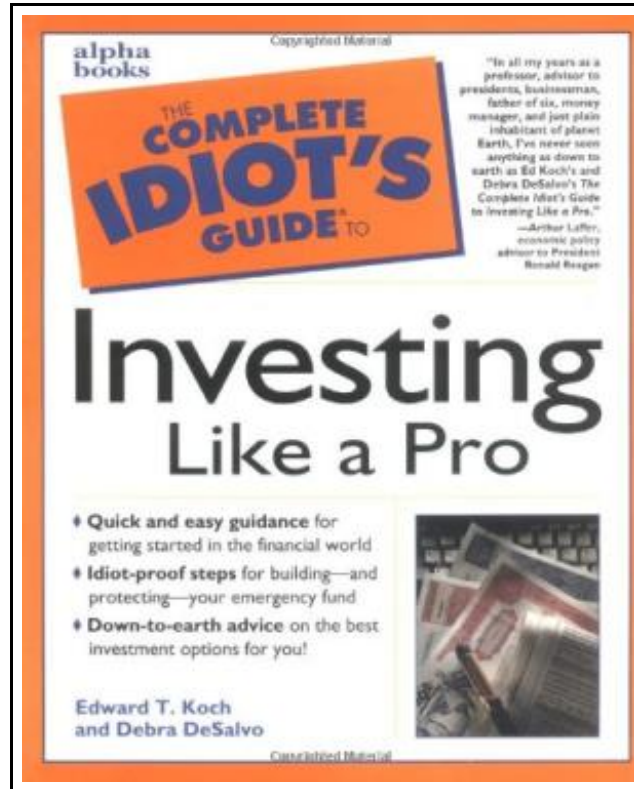 Copyrighted Material
alpha
books
THE
COMPLETE
IDIOT'S
GUIDE® TO
"In all my years as a
professor, advisor to
presidents, businessman,
father of six, money
manager, and just plain
inhabitant of planet
Earth, I've never seen
anything as down to
earth as Ed Koch's and
Debra DeSalvo's The
Complete Idiot's Guide
to Investing Like a Pro."
—Arthur Laffer,
economic policy
advisor to President
Ronald Reagan
Investing
Like a Pro
♦ Quick and easy guidance for
getting started in the financial world
♦ Idiot-proof steps for building—and
protecting—your emergency fund
♦ Down-to-earth advice on the best
investment options for you!
Edward T. Koch
and Debra DeSalvo
Copyrighted Material